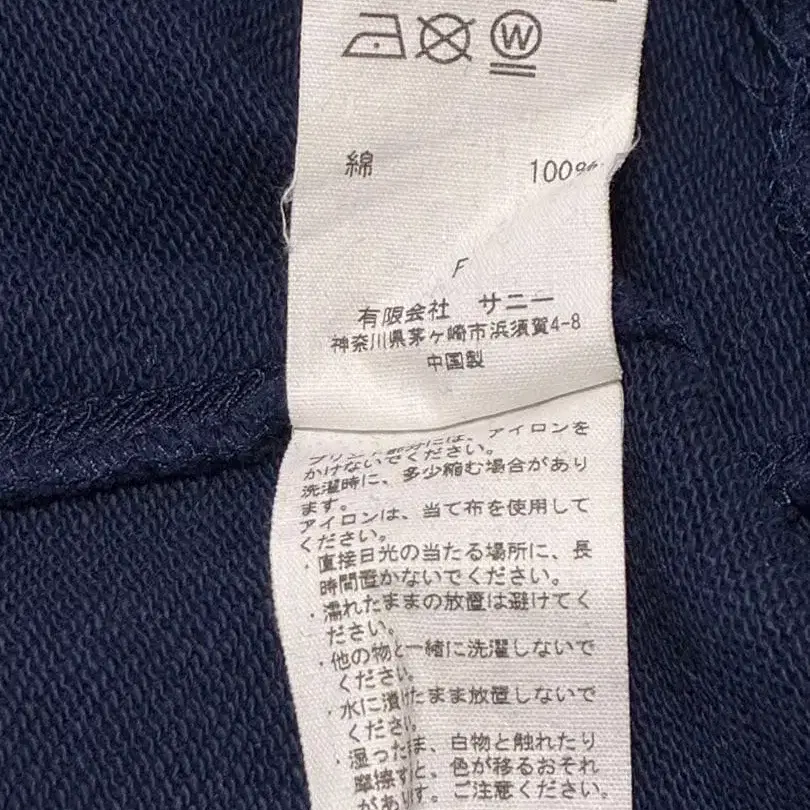 W
綿 100%
F
有限会社 サニー
神奈川県茅ヶ崎市浜須賀4-8
中国製
プリント部分には、アイロンを
かけないでください。
洗濯時に、多少縮む場合があり
ます。
アイロンは、当て布を使用して
ください。
・直接日光の当たる場所に、長
時間置かないでください。
・濡れたままの放置は避けてく
ださい。
・他の物と一緒に洗濯しないで
ください。
・水に漬けたまま放置しないで
ください。
・湿ったまま、白物と触れたり
摩擦すると、色が移るおそれ
があります。ご注意ください。